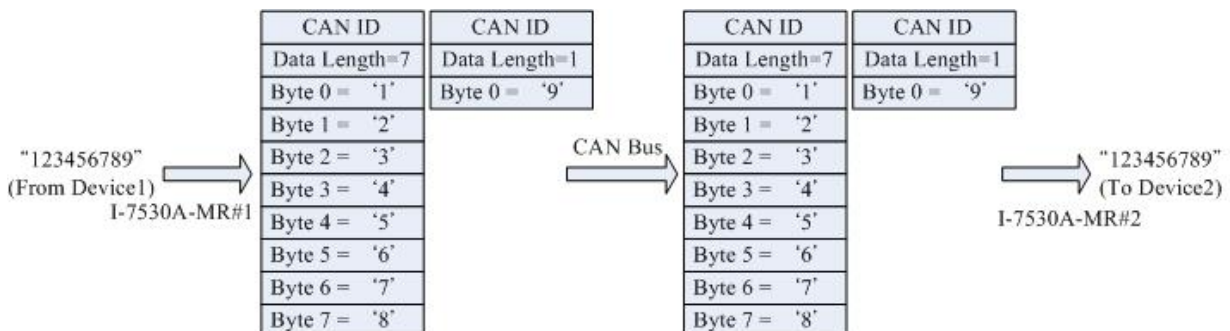 "123456789"
(From Device1)
I-7530A-MR#1
CAN ID
Data Length=7
Byte 0 = '1'
Byte 1 = '2'
Byte 2 = '3'
Byte 3 = '4'
Byte 4 = '5'
Byte 5 = '6'
Byte 6 = '7'
Byte 7 = '8'
CAN ID
Data Length=1
Byte 0 = '9'
CAN Bus
CAN ID
Data Length=7
Byte 0 = '1'
Byte 1 = '2'
Byte 2 = '3'
Byte 3 = '4'
Byte 4 = '5'
Byte 5 = '6'
Byte 6 = '7'
Byte 7 = '8'
CAN ID
Data Length=1
Byte 0 = '9'
"123456789"
(To Device2)
I-7530A-MR#2